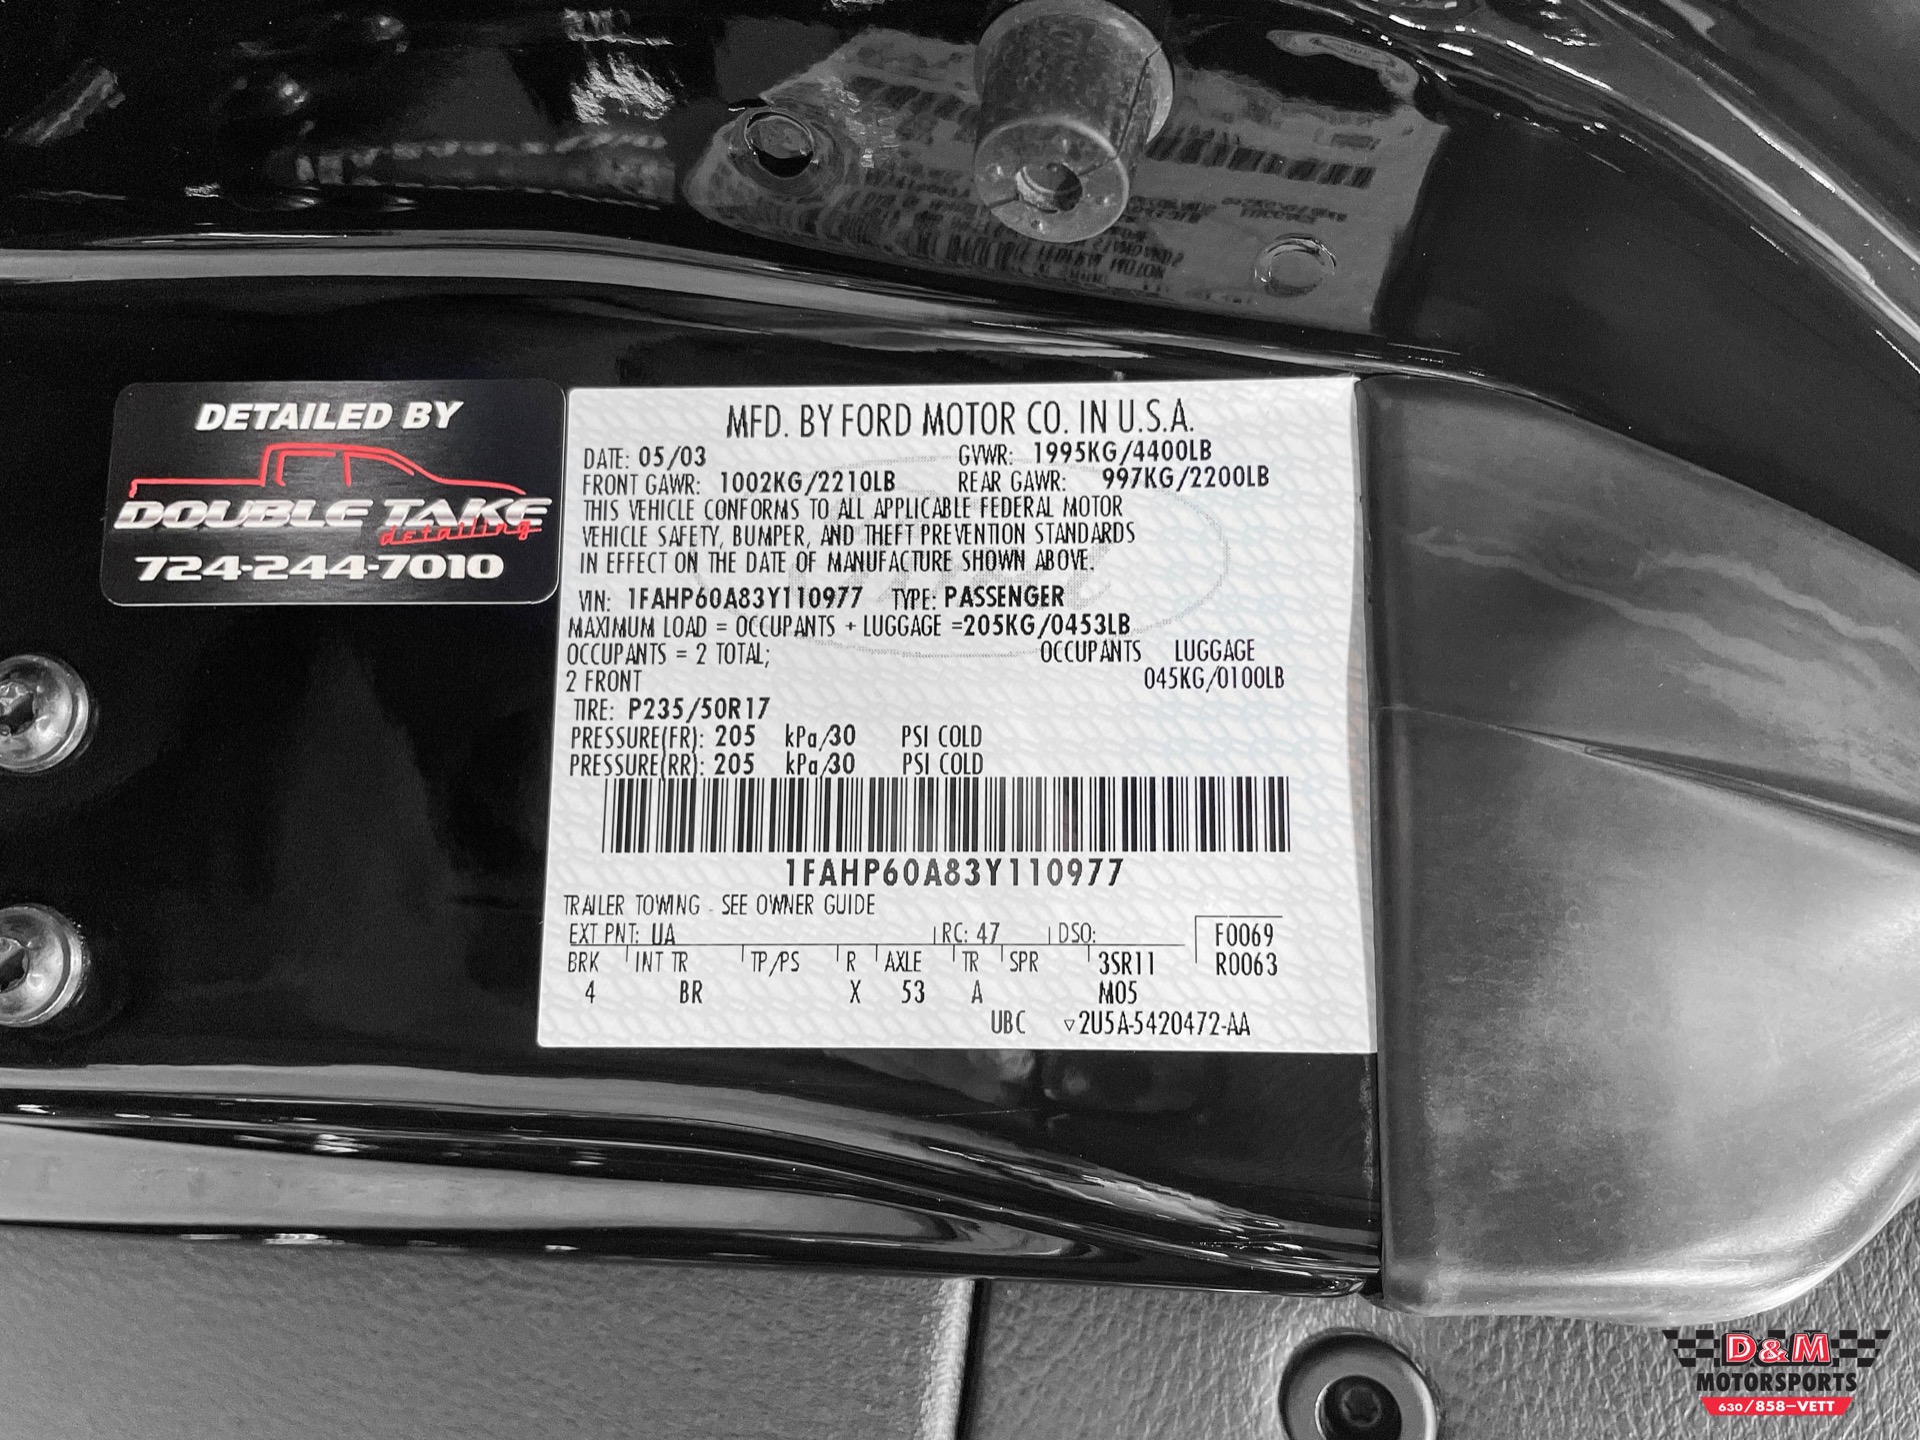 DETAILED BY
DOUBLE TAKE
detailing
724-244-7010
MFD. BY FORD MOTOR CO. IN U.S.A.
DATE: 05/03 GVWR: 1995KG/4400LB
FRONT GAWR: 1002KG/2210LB REAR GAWR: 997KG/2200LB
THIS VEHICLE CONFORMS TO ALL APPLICABLE FEDERAL MOTOR
VEHICLE SAFETY, BUMPER, AND THEFT PREVENTION STANDARDS
IN EFFECT ON THE DATE OF MANUFACTURE SHOWN ABOVE.
VIN: 1FAHP60A83Y110977 TYPE: PASSENGER
MAXIMUM LOAD = OCCUPANTS + LUGGAGE =205KG/0453LB
OCCUPANTS = 2 TOTAL; OCCUPANTS LUGGAGE
2 FRONT 045KG/0100LB
TIRE: P235/50R17
PRESSURE(FR): 205 kPa/30 PSI COLD
PRESSURE(RR): 205 kPa/30 PSI COLD
1FAHP60A83Y110977
TRAILER TOWING - SEE OWNER GUIDE
EXT PNT: UA RC: 47 DSO: F0069
BRK INT TR TP/PS R AXLE TR SPR 3SR11 R0063
4 BR X 53 A M05
UBC ▽2U5A-5420472-AA
D&M
MOTORSPORTS
630/858-VETT